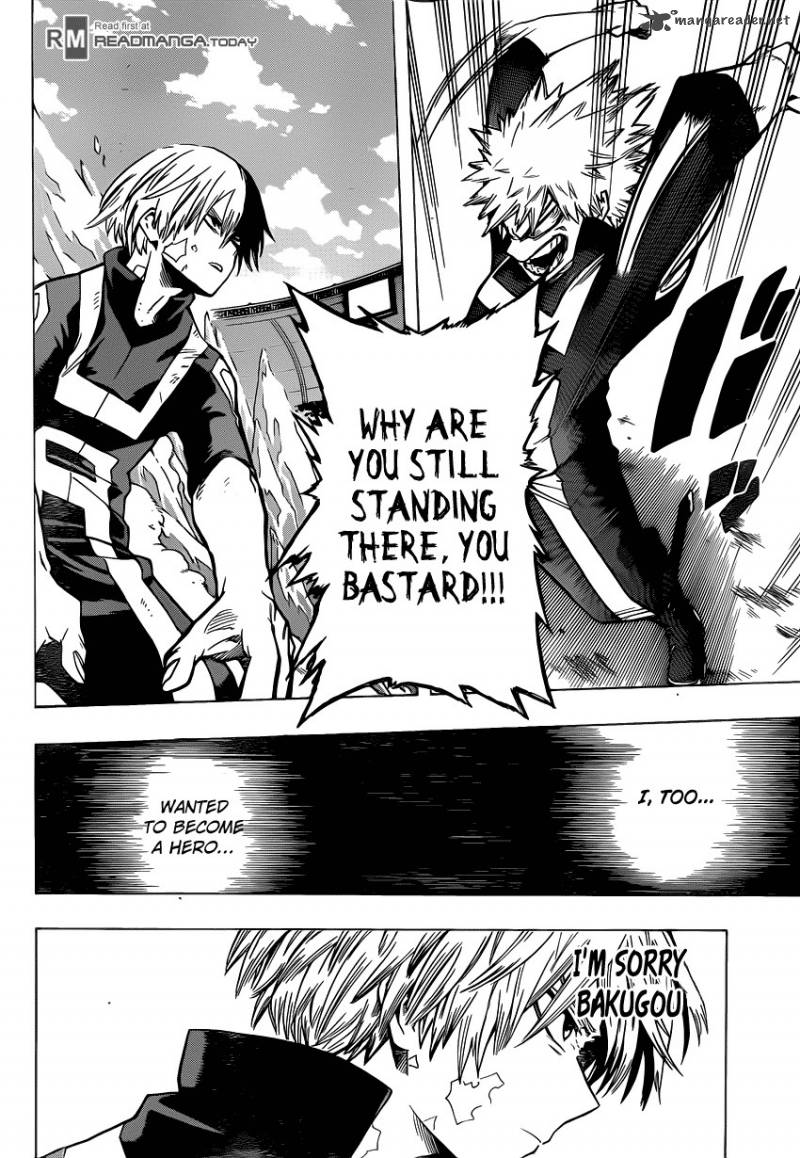 Read first at
RM READMANGA.TODAY
mangareader.net
WHY ARE
YOU STILL
STANDING
THERE, YOU
BASTARD!!!
I, TOO...
WANTED
TO BECOME
A HERO...
I'M SORRY
BAKUGOU